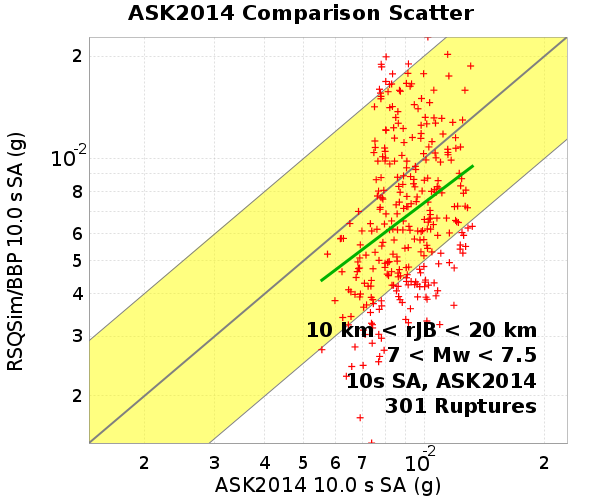 ASK2014 Comparison Scatter
RSQSim/BBP 10.0 s SA (g)
2
10-2
8
6
5
4
3
2
10 km < rJB < 20 km
7 < Mw < 7.5
10s SA, ASK2014
301 Ruptures
2 3 4 5 6 7 10-2 2
ASK2014 10.0 s SA (g)